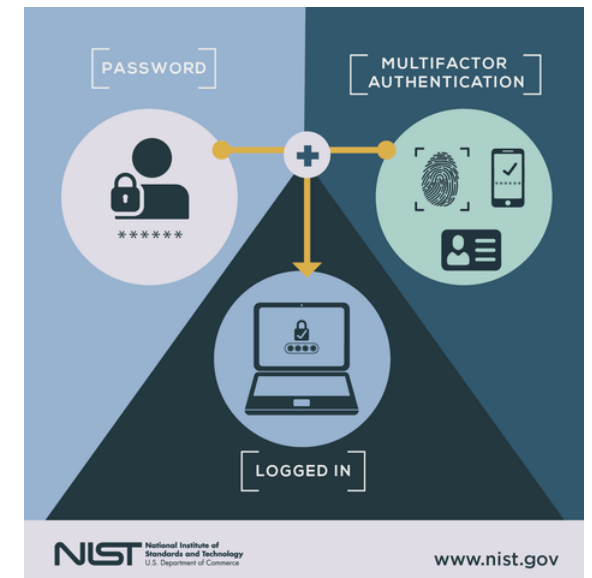 PASSWORD
MULTIFACTOR
AUTHENTICATION
******
LOGGED IN
NIST
National Institute of
Standards and Technology
U.S. Department of Commerce
www.nist.gov